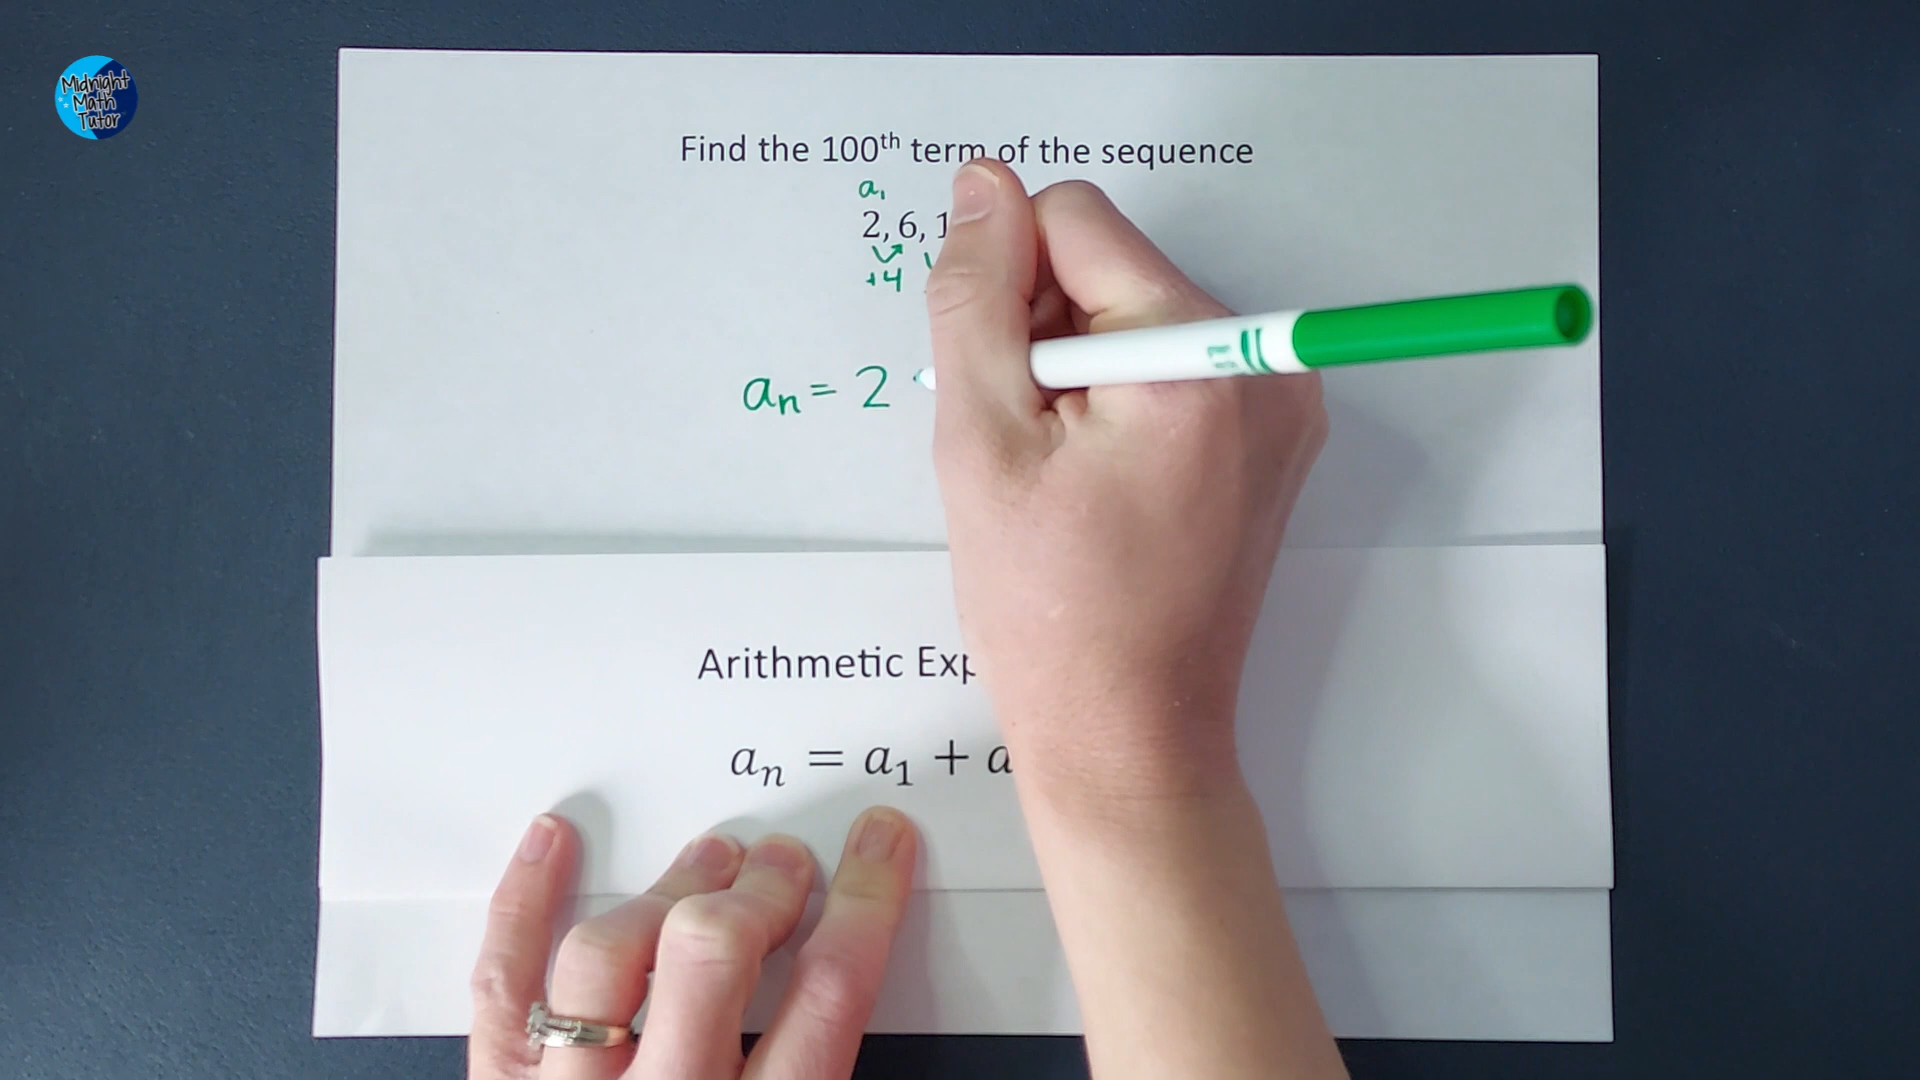 Midnight
Math
Tutor
Find the 100th term of the sequence
a₁
2, 6, 1
+4
aₙ = 2
Arithmetic Exp
aₙ = a₁ +